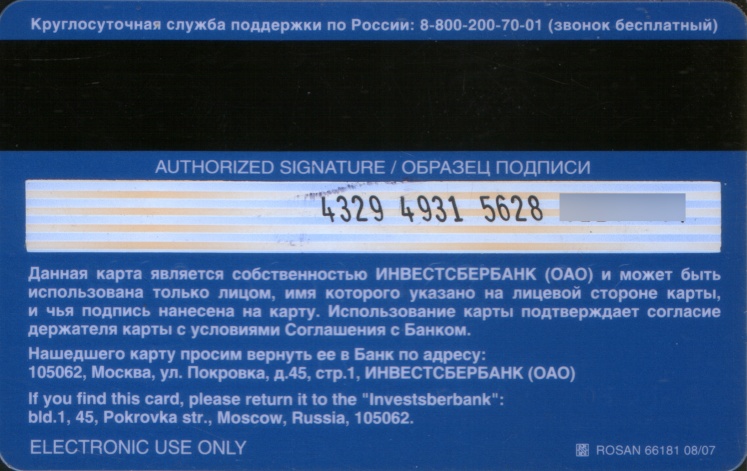 Круглосуточная служба поддержки по России: 8-800-200-70-01 (звонок бесплатный)
AUTHORIZED SIGNATURE / ОБРАЗЕЦ ПОДПИСИ
4329 4931 5628
Данная карта является собственностью ИНВЕСТСБЕРБАНК (ОАО) и может быть
использована только лицом, имя которого указано на лицевой стороне карты,
и чья подпись нанесена на карту. Использование карты подтверждает согласие
держателя карты с условиями Соглашения с Банком.
Нашедшего карту просим вернуть ее в Банк по адресу:
105062, Москва, ул. Покровка, д.45, стр.1, ИНВЕСТСБЕРБАНК (ОАО)
If you find this card, please return it to the "Investsberbank":
bld.1, 45, Pokrovka str., Moscow, Russia, 105062.
ELECTRONIC USE ONLY
ROSAN 66181 08/07